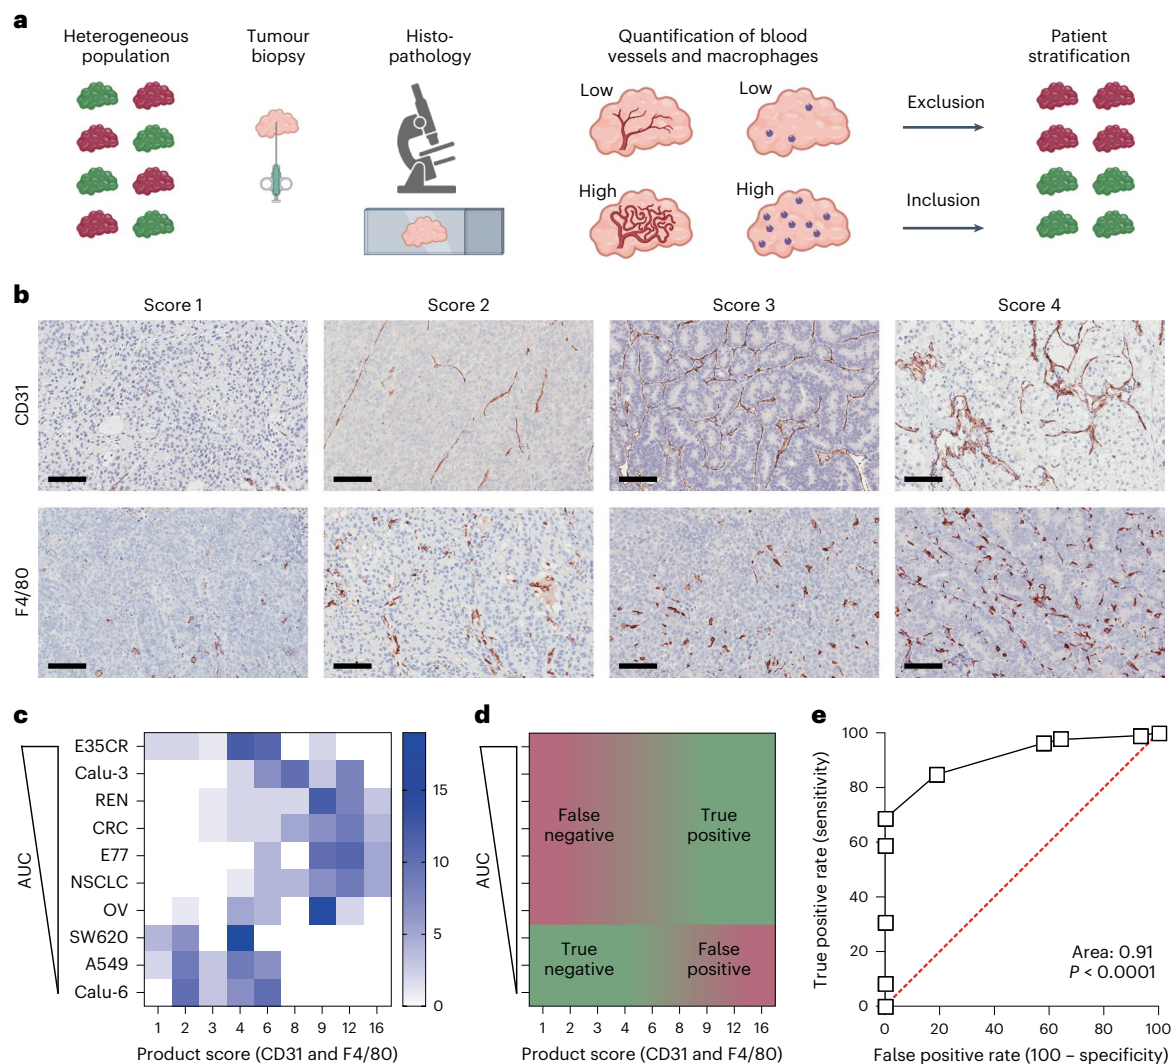 a
Heterogeneous
population
Tumour
biopsy
Histo-
pathology
Quantification of blood
vessels and macrophages
Patient
stratification
Low
Low
Exclusion
High
High
Inclusion
b
Score 1
Score 2
Score 3
Score 4
CD31
F4/80
c
AUC
E35CR
Calu-3
REN
CRC
E77
NSCLC
OV
SW620
A549
Calu-6
1 2 3 4 6 8 9 12 16
Product score (CD31 and F4/80)
15
10
5
0
d
AUC
False
negative
True
positive
True
negative
False
positive
1 2 3 4 6 8 9 12 16
Product score (CD31 and F4/80)
e
True positive rate (sensitivity)
100
80
60
40
20
0
Area: 0.91
P < 0.0001
0 20 40 60 80 100
False positive rate (100 – specificity)